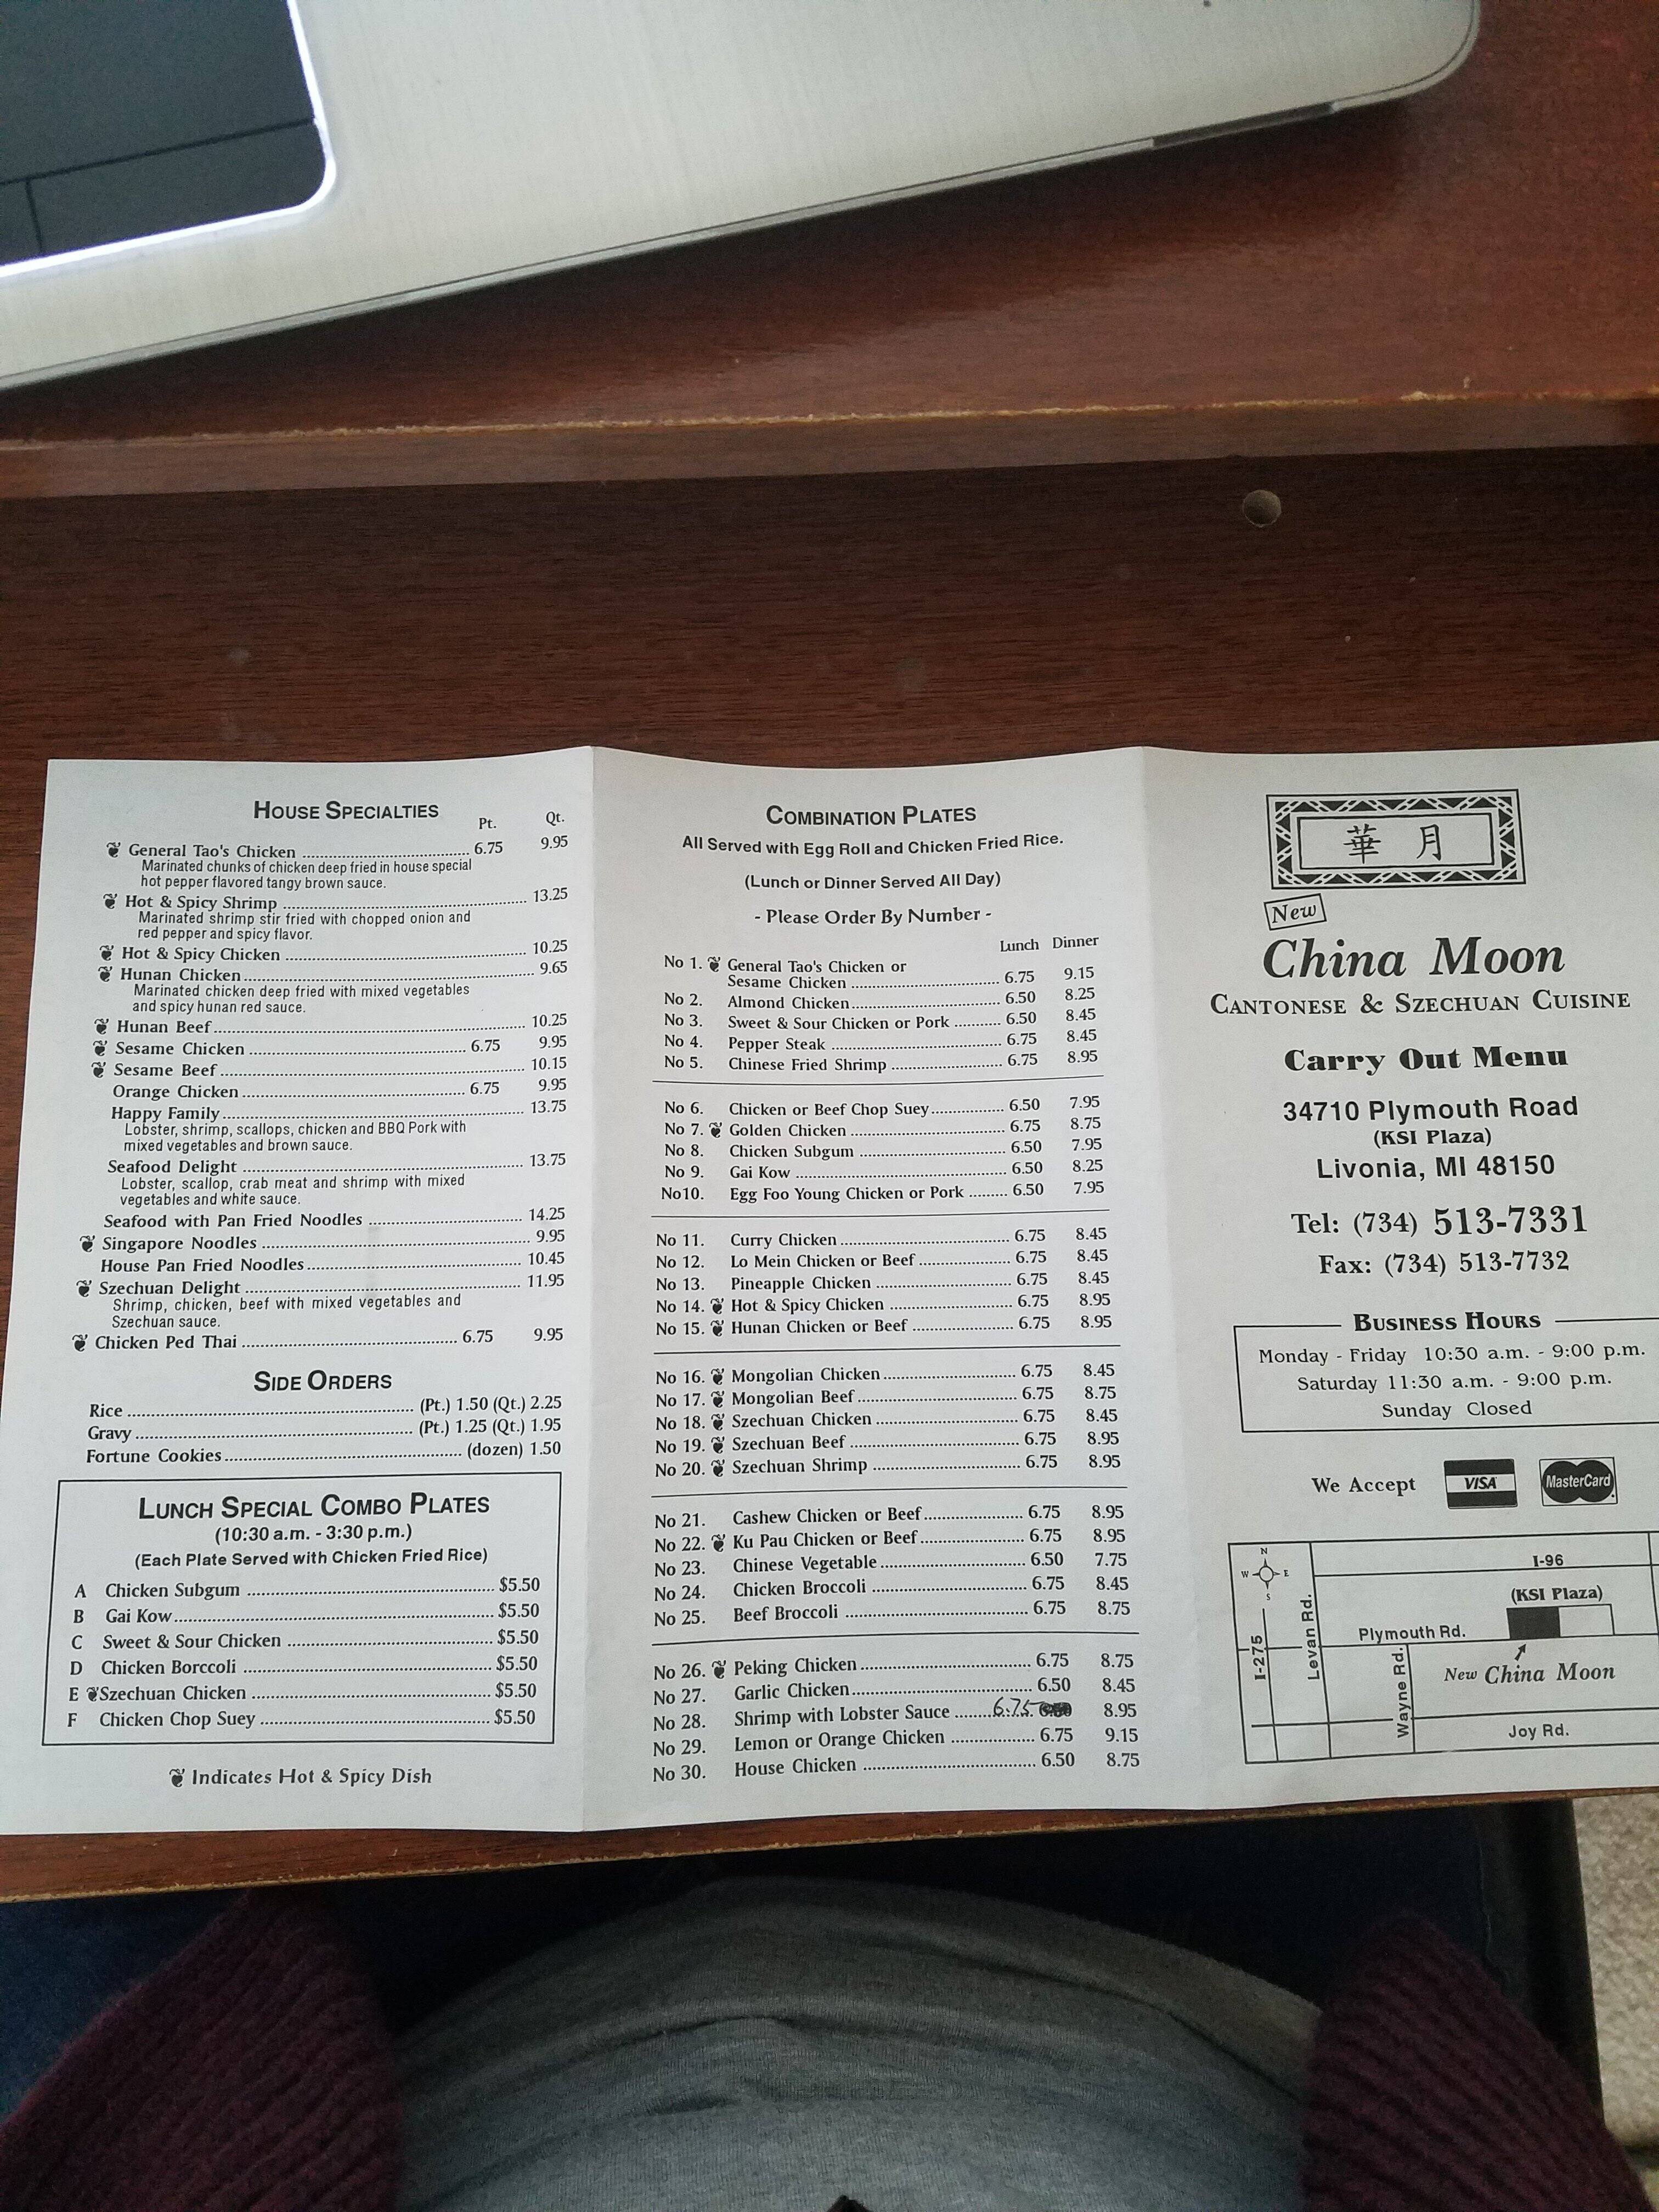 HOUSE SPECIALTIES
Pt. Qt.
General Tao's Chicken 6.75 9.95
Marinated chunks of chicken deep fried in house special
hot pepper flavored tangy brown sauce.
Hot & Spicy Shrimp 13.25
Marinated shrimp stir fried with chopped onion and
red pepper and spicy flavor.
Hot & Spicy Chicken 10.25
Hunan Chicken 9.65
Marinated chicken deep fried with mixed vegetables
and spicy hunan red sauce.
Hunan Beef 10.25
Sesame Chicken 6.75 9.95
Sesame Beef 10.15
Orange Chicken 6.75 9.95
Happy Family 13.75
Lobster, shrimp, scallops, chicken and BBQ Pork with
mixed vegetables and brown sauce.
Seafood Delight 13.75
Lobster, scallop, crab meat and shrimp with mixed
vegetables and white sauce.
Seafood with Pan Fried Noodles 14.25
Singapore Noodles 9.95
House Pan Fried Noodles 10.45
Szechuan Delight 11.95
Shrimp, chicken, beef with mixed vegetables and
Szechuan sauce.
Chicken Ped Thai 6.75 9.95
SIDE ORDERS
Rice (Pt.) 1.50 (Qt.) 2.25
Gravy (Pt.) 1.25 (Qt.) 1.95
Fortune Cookies (dozen) 1.50
LUNCH SPECIAL COMBO PLATES
(10:30 a.m. - 3:30 p.m.)
(Each Plate Served with Chicken Fried Rice)
A Chicken Subgum $5.50
B Gai Kow $5.50
C Sweet & Sour Chicken $5.50
D Chicken Borccoli $5.50
E Szechuan Chicken $5.50
F Chicken Chop Suey $5.50
Indicates Hot & Spicy Dish
COMBINATION PLATES
All Served with Egg Roll and Chicken Fried Rice.
(Lunch or Dinner Served All Day)
- Please Order By Number -
Lunch Dinner
No 1. General Tao's Chicken or
Sesame Chicken 6.75 9.15
No 2. Almond Chicken 6.50 8.25
No 3. Sweet & Sour Chicken or Pork 6.50 8.45
No 4. Pepper Steak 6.75 8.45
No 5. Chinese Fried Shrimp 6.75 8.95
No 6. Chicken or Beef Chop Suey 6.50 7.95
No 7. Golden Chicken 6.75 8.75
No 8. Chicken Subgum 6.50 7.95
No 9. Gai Kow 6.50 8.25
No10. Egg Foo Young Chicken or Pork 6.50 7.95
No 11. Curry Chicken 6.75 8.45
No 12. Lo Mein Chicken or Beef 6.75 8.45
No 13. Pineapple Chicken 6.75 8.45
No 14. Hot & Spicy Chicken 6.75 8.95
No 15. Hunan Chicken or Beef 6.75 8.95
No 16. Mongolian Chicken 6.75 8.45
No 17. Mongolian Beef 6.75 8.75
No 18. Szechuan Chicken 6.75 8.45
No 19. Szechuan Beef 6.75 8.95
No 20. Szechuan Shrimp 6.75 8.95
No 21. Cashew Chicken or Beef 6.75 8.95
No 22. Ku Pau Chicken or Beef 6.75 8.95
No 23. Chinese Vegetable 6.50 7.75
No 24. Chicken Broccoli 6.75 8.45
No 25. Beef Broccoli 6.75 8.75
No 26. Peking Chicken 6.75 8.75
No 27. Garlic Chicken 6.50 8.45
No 28. Shrimp with Lobster Sauce 6.75 8.95
No 29. Lemon or Orange Chicken 6.75 9.15
No 30. House Chicken 6.50 8.75
華 月
New
China Moon
CANTONESE & SZECHUAN CUISINE
Carry Out Menu
34710 Plymouth Road
(KSI Plaza)
Livonia, MI 48150
Tel: (734) 513-7331
Fax: (734) 513-7732
BUSINESS HOURS
Monday - Friday 10:30 a.m. - 9:00 p.m.
Saturday 11:30 a.m. - 9:00 p.m.
Sunday Closed
We Accept VISA MasterCard
N
W E
S
I-96
(KSI Plaza)
Plymouth Rd.
I-275
Levan Rd.
Wayne Rd.
New China Moon
Joy Rd.